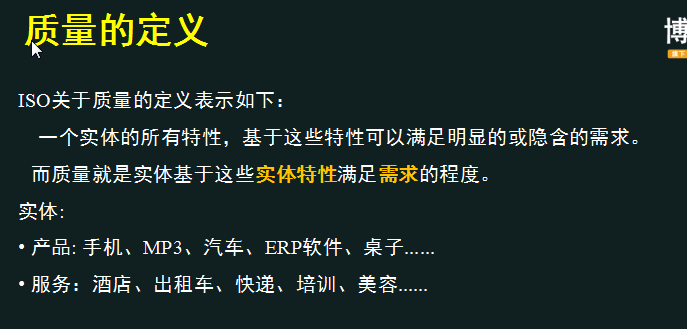 质量的定义
博
旗下
ISO关于质量的定义表示如下：
一个实体的所有特性，基于这些特性可以满足明显的或隐含的需求。
而质量就是实体基于这些实体特性满足需求的程度。
实体:
• 产品: 手机、MP3、汽车、ERP软件、桌子......
• 服务：酒店、出租车、快递、培训、美容......